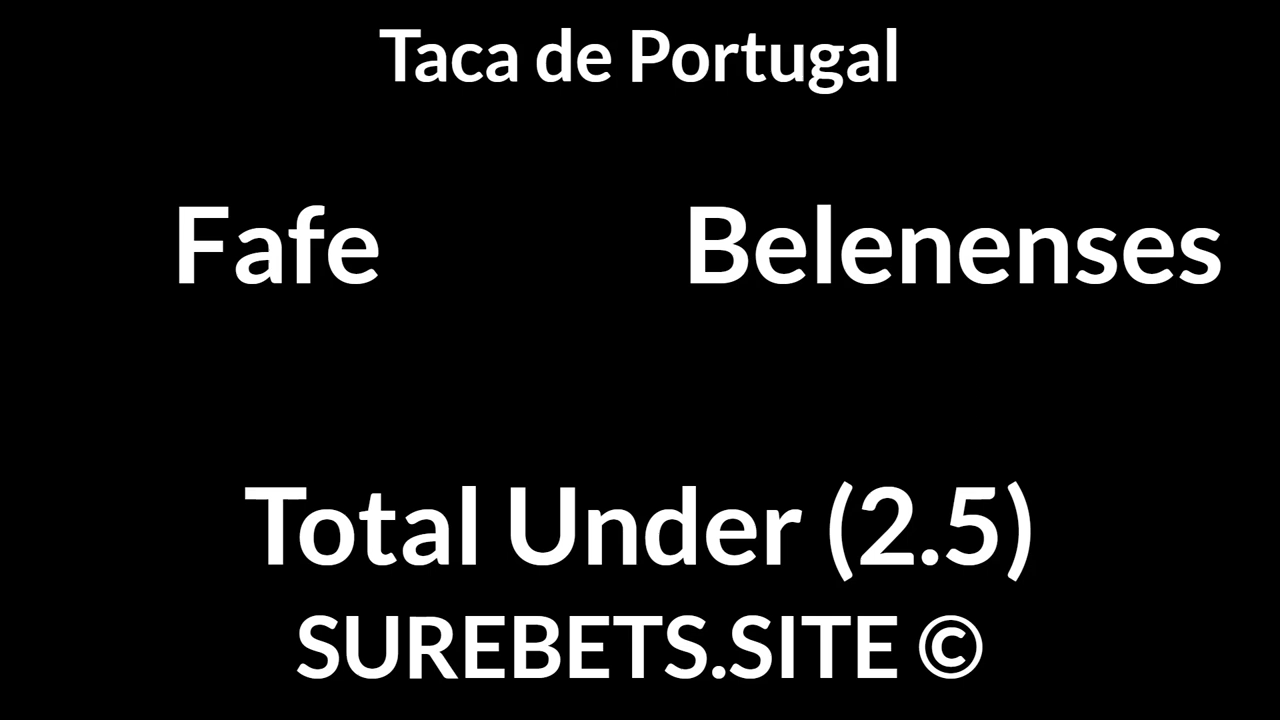 Taca de Portugal
Fafe Belenenses
Total Under (2.5)
SUREBETS.SITE ©